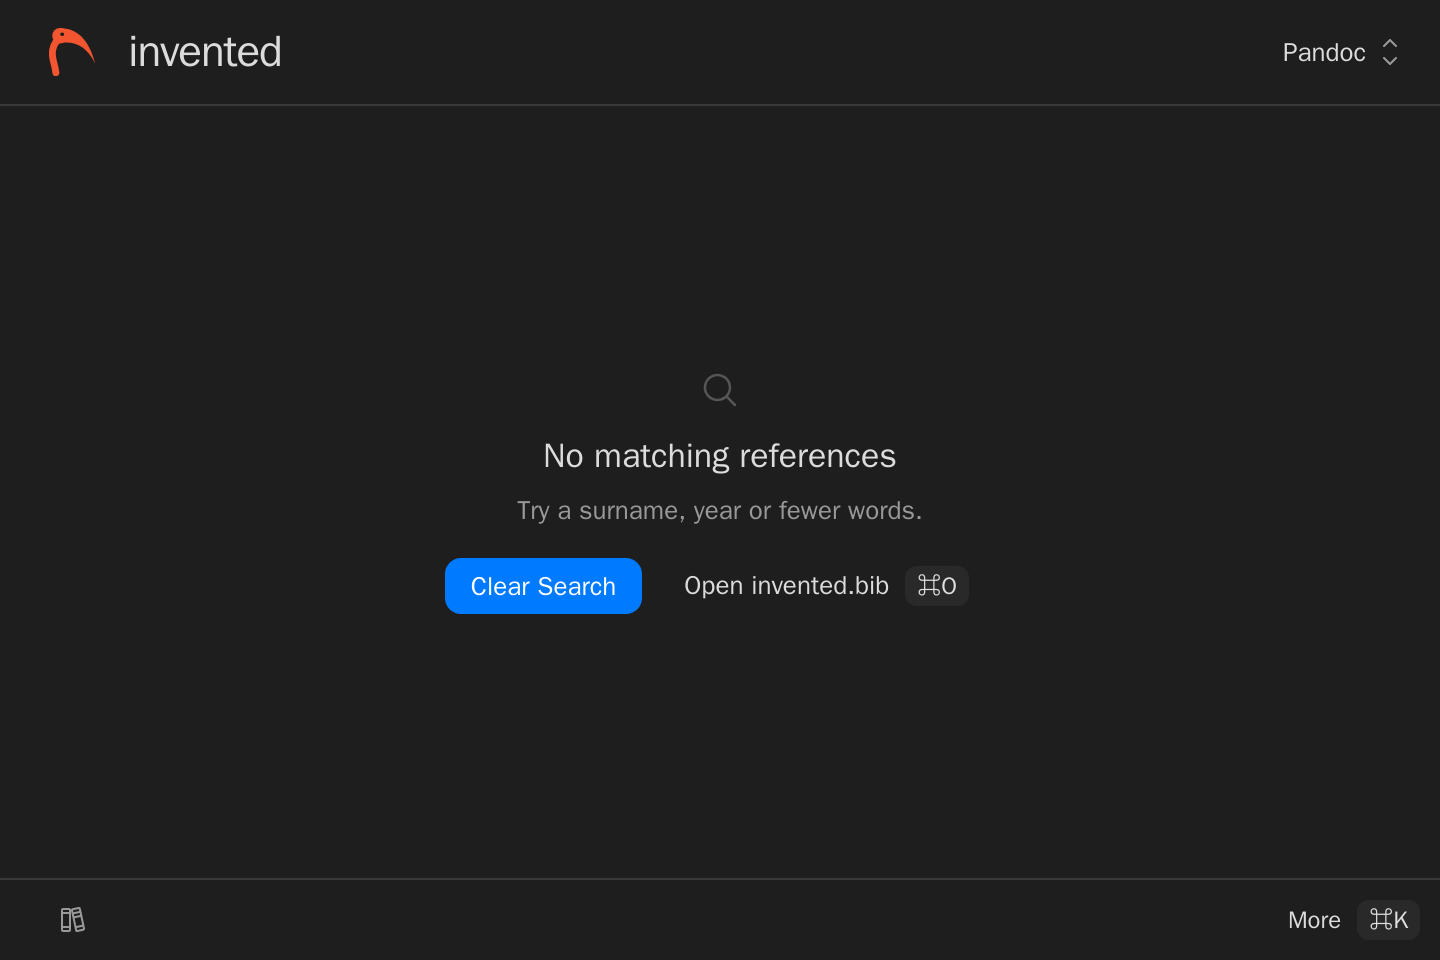 invented
Pandoc
No matching references
Try a surname, year or fewer words.
Clear Search
Open invented.bib ⌘O
More ⌘K